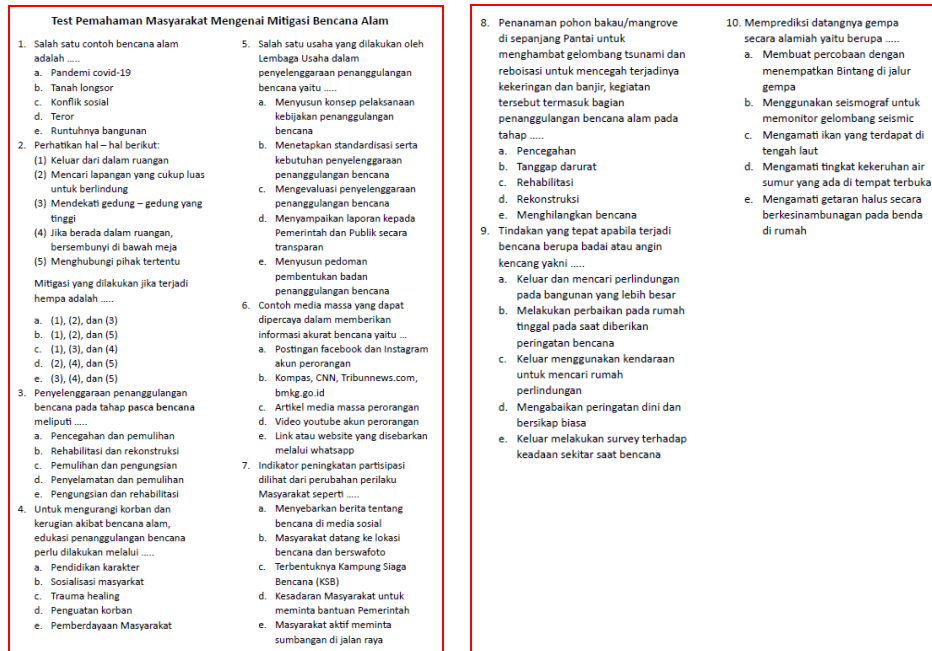 Test Pemahaman Masyarakat Mengenai Mitigasi Bencana Alam
1. Salah satu contoh bencana alam
adalah .....
a. Pandemi covid-19
b. Tanah longsor
c. Konflik sosial
d. Teror
e. Runtuhnya bangunan
2. Perhatikan hal – hal berikut:
(1) Keluar dari dalam ruangan
(2) Mencari lapangan yang cukup luas
untuk berlindung
(3) Mendekati gedung – gedung yang
tinggi
(4) Jika berada dalam ruangan,
bersembunyi di bawah meja
(5) Menghubungi pihak tertentu
Mitigasi yang dilakukan jika terjadi
hempa adalah .....
a. (1), (2), dan (3)
b. (1), (2), dan (5)
c. (1), (3), dan (4)
d. (2), (4), dan (5)
e. (3), (4), dan (5)
3. Penyelenggaraan penanggulangan
bencana pada tahap pasca bencana
meliputi .....
a. Pencegahan dan pemulihan
b. Rehabilitasi dan rekonstruksi
c. Pemulihan dan pengungsian
d. Penyelamatan dan pemulihan
e. Pengungsian dan rehabilitasi
4. Untuk mengurangi korban dan
kerugian akibat bencana alam,
edukasi penanggulangan bencana
perlu dilakukan melalui .....
a. Pendidikan karakter
b. Sosialisasi masyarkat
c. Trauma healing
d. Penguatan korban
e. Pemberdayaan Masyarakat
5. Salah satu usaha yang dilakukan oleh
Lembaga Usaha dalam
penyelenggaraan penanggulangan
bencana yaitu .....
a. Menyusun konsep pelaksanaan
kebijakan penanggulangan
bencana
b. Menetapkan standardisasi serta
kebutuhan penyelenggaraan
penanggulangan bencana
c. Mengevaluasi penyelenggaraan
penanggulangan bencana
d. Menyampaikan laporan kepada
Pemerintah dan Publik secara
transparan
e. Menyusun pedoman
pembentukan badan
penanggulangan bencana
6. Contoh media massa yang dapat
dipercaya dalam memberikan
informasi akurat bencana yaitu ...
a. Postingan facebook dan Instagram
akun perorangan
b. Kompas, CNN, Tribunnews.com,
bmkg.go.id
c. Artikel media massa perorangan
d. Video youtube akun perorangan
e. Link atau website yang disebarkan
melalui whatsapp
7. Indikator peningkatan partisipasi
dilihat dari perubahan perilaku
Masyarakat seperti .....
a. Menyebarkan berita tentang
bencana di media sosial
b. Masyarakat datang ke lokasi
bencana dan berswafoto
c. Terbentuknya Kampung Siaga
Bencana (KSB)
d. Kesadaran Masyarakat untuk
meminta bantuan Pemerintah
e. Masyarakat aktif meminta
sumbangan di jalan raya
8. Penanaman pohon bakau/mangrove
di sepanjang Pantai untuk
menghambat gelombang tsunami dan
reboisasi untuk mencegah terjadinya
kekeringan dan banjir, kegiatan
tersebut termasuk bagian
penanggulangan bencana alam pada
tahap .....
a. Pencegahan
b. Tanggap darurat
c. Rehabilitasi
d. Rekonstruksi
e. Menghilangkan bencana
9. Tindakan yang tepat apabila terjadi
bencana berupa badai atau angin
kencang yakni .....
a. Keluar dan mencari perlindungan
pada bangunan yang lebih besar
b. Melakukan perbaikan pada rumah
tinggal pada saat diberikan
peringatan bencana
c. Keluar menggunakan kendaraan
untuk mencari rumah
perlindungan
d. Mengabaikan peringatan dini dan
bersikap biasa
e. Keluar melakukan survey terhadap
keadaan sekitar saat bencana
10. Memprediksi datangnya gempa
secara alamiah yaitu berupa .....
a. Membuat percobaan dengan
menempatkan Bintang di jalur
gempa
b. Menggunakan seismograf untuk
memonitor gelombang seismic
c. Mengamati ikan yang terdapat di
tengah laut
d. Mengamati tingkat kekeruhan air
sumur yang ada di tempat terbuka
e. Mengamati getaran halus secara
berkesinambunagan pada benda
di rumah